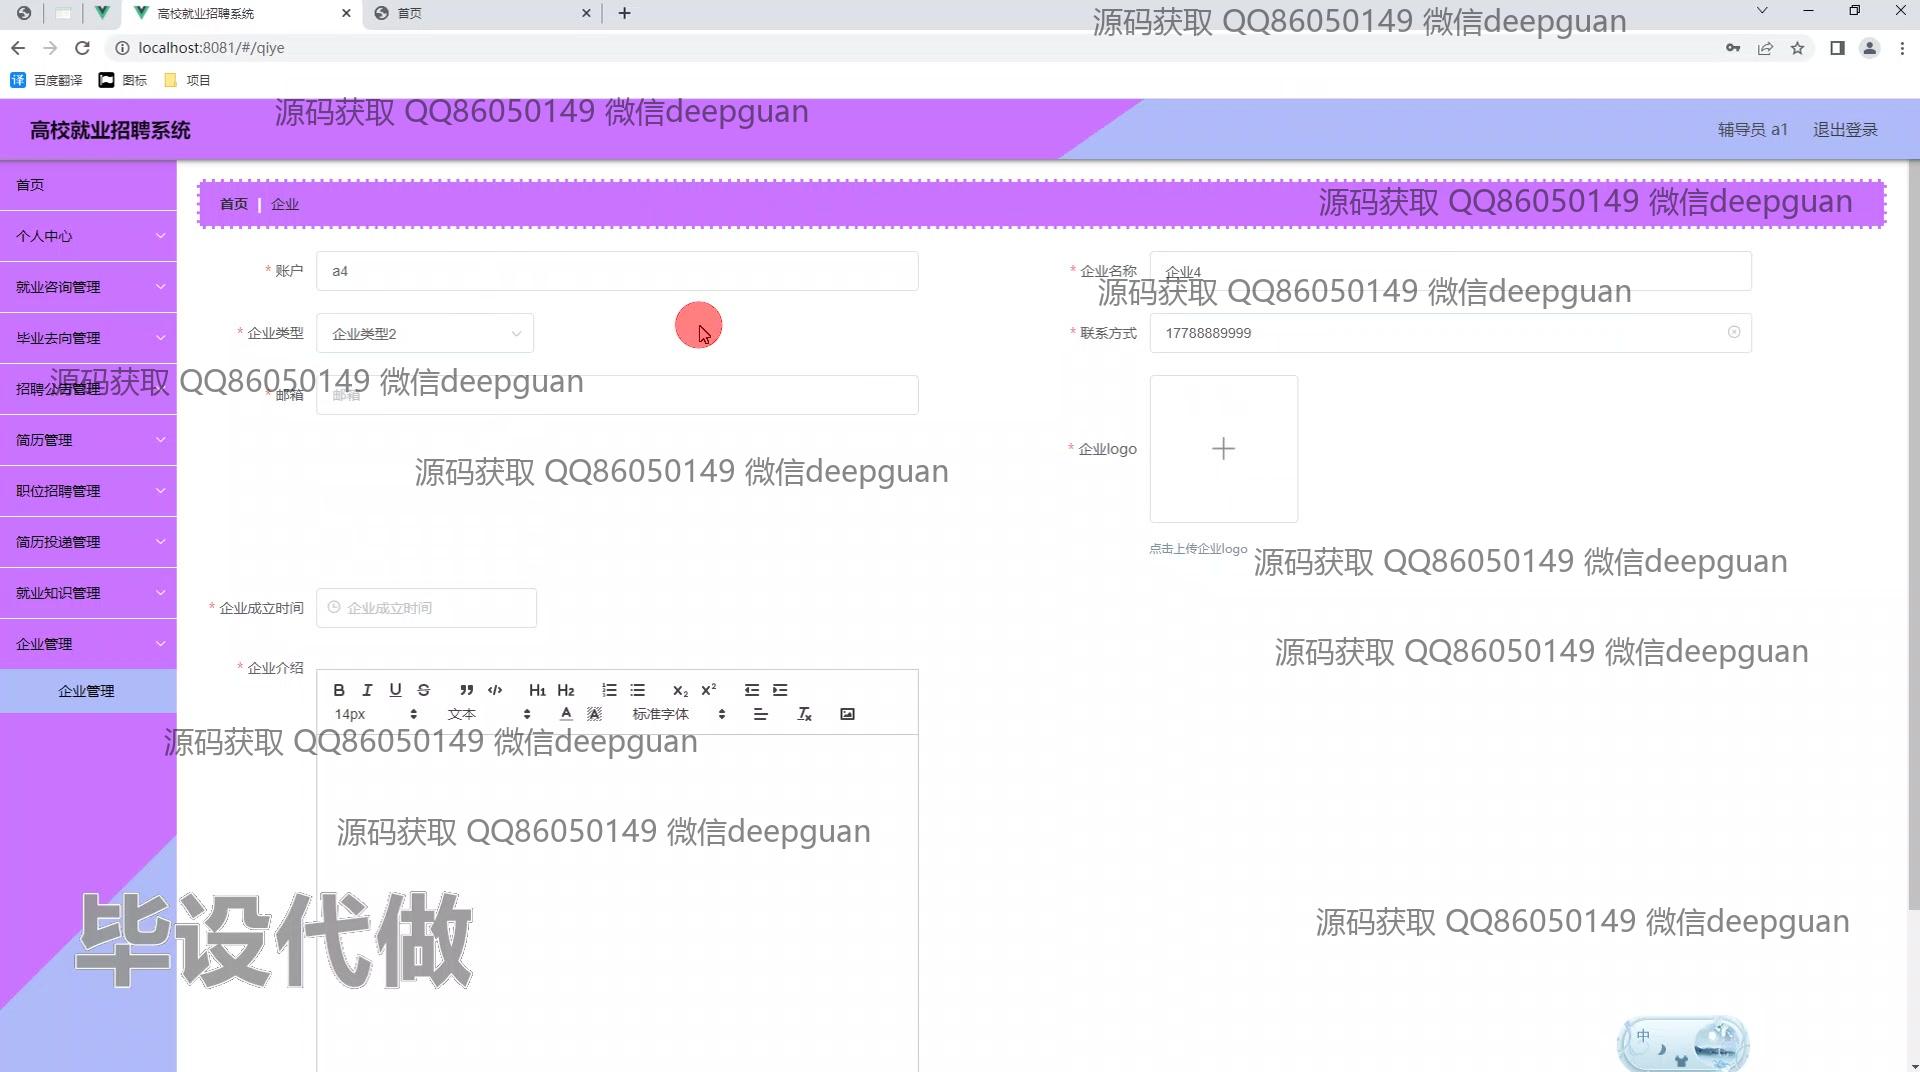 高校就业招聘系统
首页
源码获取 QQ86050149 微信deepguan
localhost:8081/#/qiye
译 百度翻译 图标 项目
源码获取 QQ86050149 微信deepguan
高校就业招聘系统
辅导员 a1 退出登录
首页
首页 | 企业
源码获取 QQ86050149 微信deepguan
个人中心
* 账户 a4
* 企业名称 企业4
就业咨询管理
源码获取 QQ86050149 微信deepguan
毕业去向管理
* 企业类型 企业类型2
* 联系方式 17788889999
招聘公告管理
源码获取 QQ86050149 微信deepguan
* 邮箱 邮箱
简历管理
* 企业logo
源码获取 QQ86050149 微信deepguan
职位招聘管理
简历投递管理
点击上传企业logo
源码获取 QQ86050149 微信deepguan
就业知识管理
* 企业成立时间 企业成立时间
企业管理
源码获取 QQ86050149 微信deepguan
* 企业介绍
企业管理
B I U S H1 H2 X2 X2
14px 文本 A A 标准字体 Tx
源码获取 QQ86050149 微信deepguan
源码获取 QQ86050149 微信deepguan
毕设代做
源码获取 QQ86050149 微信deepguan
中